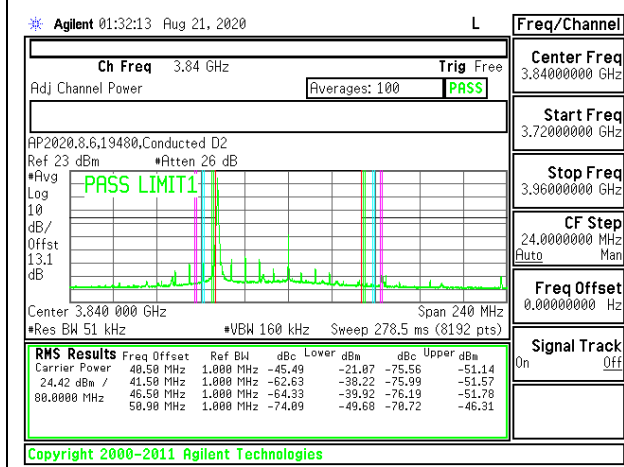 Agilent 01:32:13 Aug 21, 2020 L
Freq/Channel
Ch Freq 3.84 GHz Trig Free
Adj Channel Power Averages: 100 PASS
Center Freq
3.84000000 GHz
Start Freq
3.72000000 GHz
Stop Freq
3.96000000 GHz
CF Step
24.0000000 MHz
Auto Man
Freq Offset
0.00000000 Hz
Signal Track
On Off
AP2020.8.6,19480,Conducted D2
Ref 23 dBm #Atten 26 dB
#Avg
Log
10
dB/
Offst
13.1
dB
PASS LIMIT1
Center 3.840 000 GHz Span 240 MHz
#Res BW 51 kHz #VBW 160 kHz Sweep 278.5 ms (8192 pts)
RMS Results Freq Offset Ref BW dBc Lower dBm dBc Upper dBm
Carrier Power 40.50 MHz 1.000 MHz -45.49 -21.07 -75.56 -51.14
24.42 dBm / 41.50 MHz 1.000 MHz -62.63 -38.22 -75.99 -51.57
80.0000 MHz 46.50 MHz 1.000 MHz -64.33 -39.92 -76.19 -51.78
50.90 MHz 1.000 MHz -74.09 -49.68 -70.72 -46.31
Copyright 2000-2011 Agilent Technologies